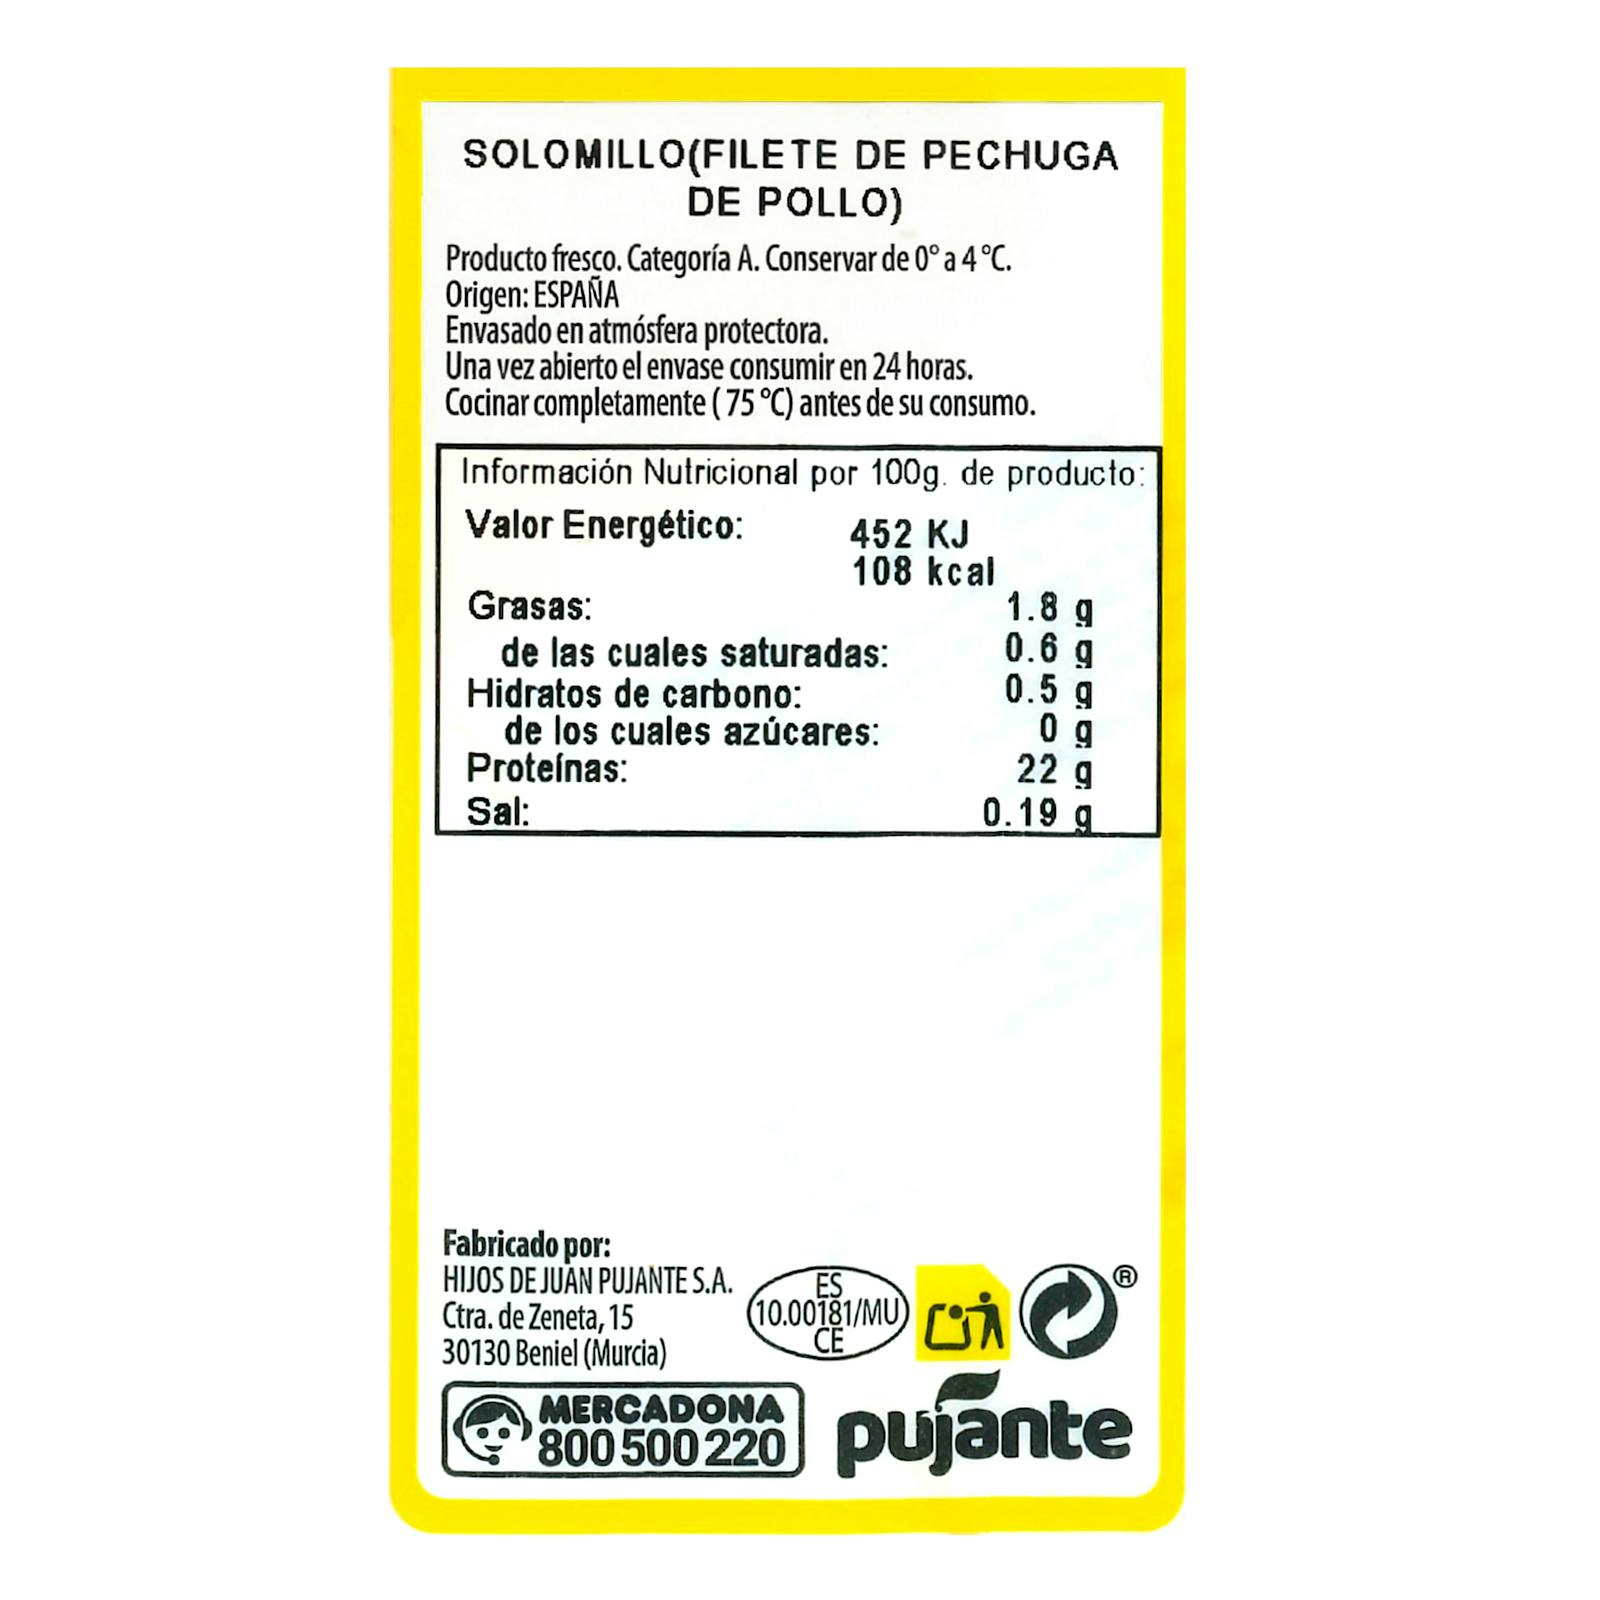 SOLOMILLO(FILETE DE PECHUGA
DE POLLO)
Producto fresco. Categoría A. Conservar de 0° a 4 °C.
Origen: ESPAÑA
Envasado en atmósfera protectora.
Una vez abierto el envase consumir en 24 horas.
Cocinar completamente ( 75 °C) antes de su consumo.
Información Nutricional por 100g. de producto:
Valor Energético: 452 KJ
108 kcal
Grasas: 1.8 g
de las cuales saturadas: 0.6 g
Hidratos de carbono: 0.5 g
de los cuales azúcares: 0 g
Proteínas: 22 g
Sal: 0.19 g
Fabricado por:
HIJOS DE JUAN PUJANTE S.A.
Ctra. de Zeneta, 15
30130 Beniel (Murcia)
ES
10.00181/MU
CE
®
MERCADONA
800 500 220
pujante